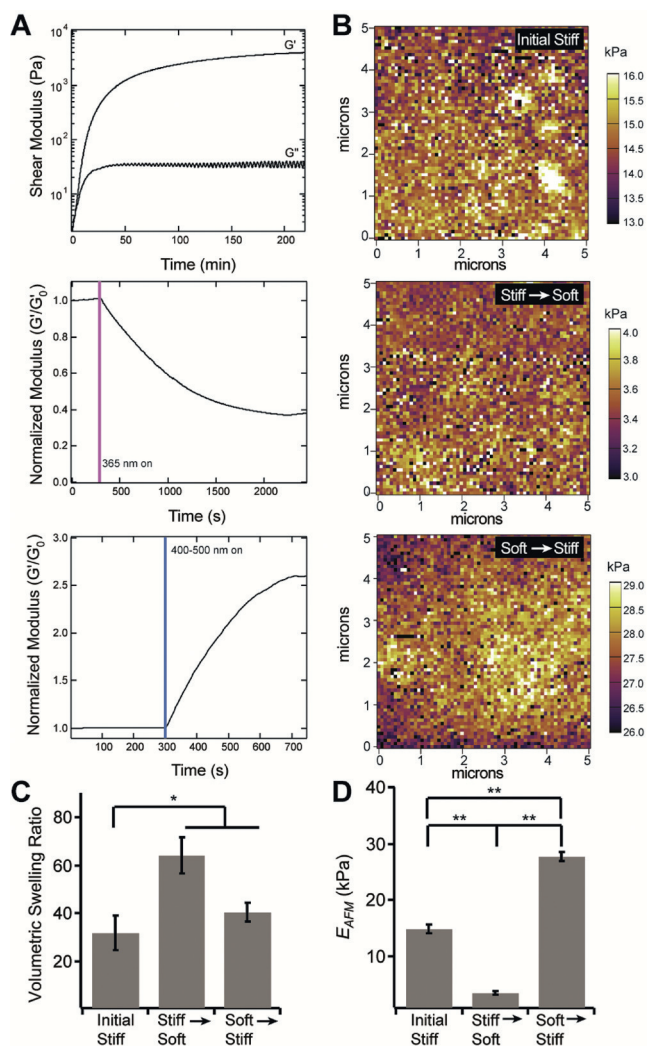 A
Shear Modulus (Pa)
10⁴
10³
10²
10¹
G'
G"
0 50 100 150 200
Time (min)
Normalized Modulus (G'/G'₀)
1.0
0.8
0.6
0.4
0.2
0.0
365 nm on
0 500 1000 1500 2000
Time (s)
Normalized Modulus (G'/G'₀)
3.0
2.5
2.0
1.5
1.0
400-500 nm on
100 200 300 400 500 600 700
Time (s)
B
Initial Stiff
microns
5
4
3
2
1
0
0 1 2 3 4 5
microns
kPa
16.0
15.5
15.0
14.5
14.0
13.5
13.0
Stiff → Soft
microns
5
4
3
2
1
0
0 1 2 3 4 5
microns
kPa
4.0
3.8
3.6
3.4
3.2
3.0
Soft → Stiff
microns
5
4
3
2
1
0
0 1 2 3 4 5
microns
kPa
29.0
28.5
28.0
27.5
27.0
26.5
26.0
C
Volumetric Swelling Ratio
80
60
40
20
*
Initial Stiff → Soft →
Stiff Soft Stiff
D
E_AFM (kPa)
40
30
20
10
**
** **
Initial Stiff → Soft →
Stiff Soft Stiff